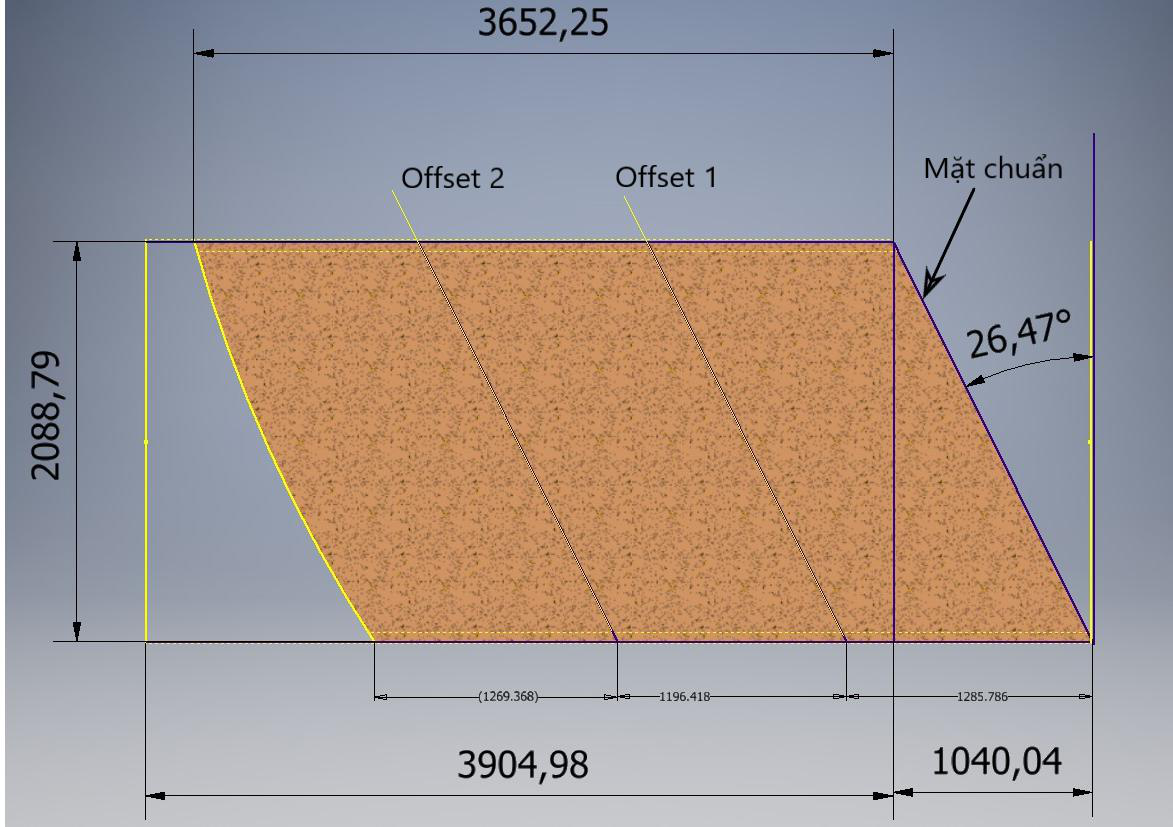 3652,25
Offset 2
Offset 1
Mặt chuẩn
26,47°
2088,79
(1269.368)
1196.418
1285.786
3904,98
1040,04